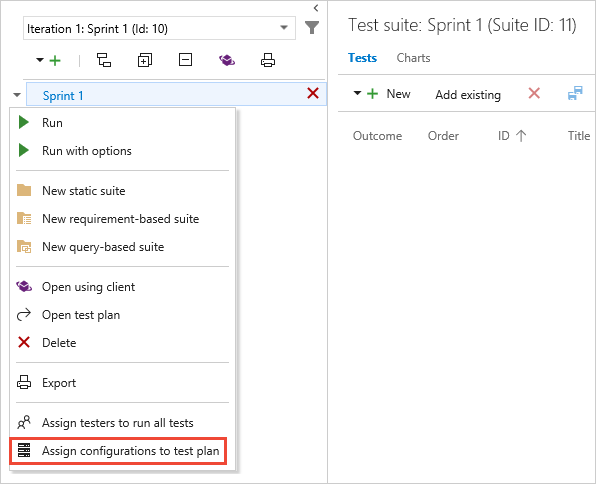 Iteration 1: Sprint 1 (Id: 10)
Sprint 1
Run
Run with options
New static suite
New requirement-based suite
New query-based suite
Open using client
Open test plan
Delete
Export
Assign testers to run all tests
Assign configurations to test plan
Test suite: Sprint 1 (Suite ID: 11)
Tests Charts
New Add existing
Outcome Order ID Title